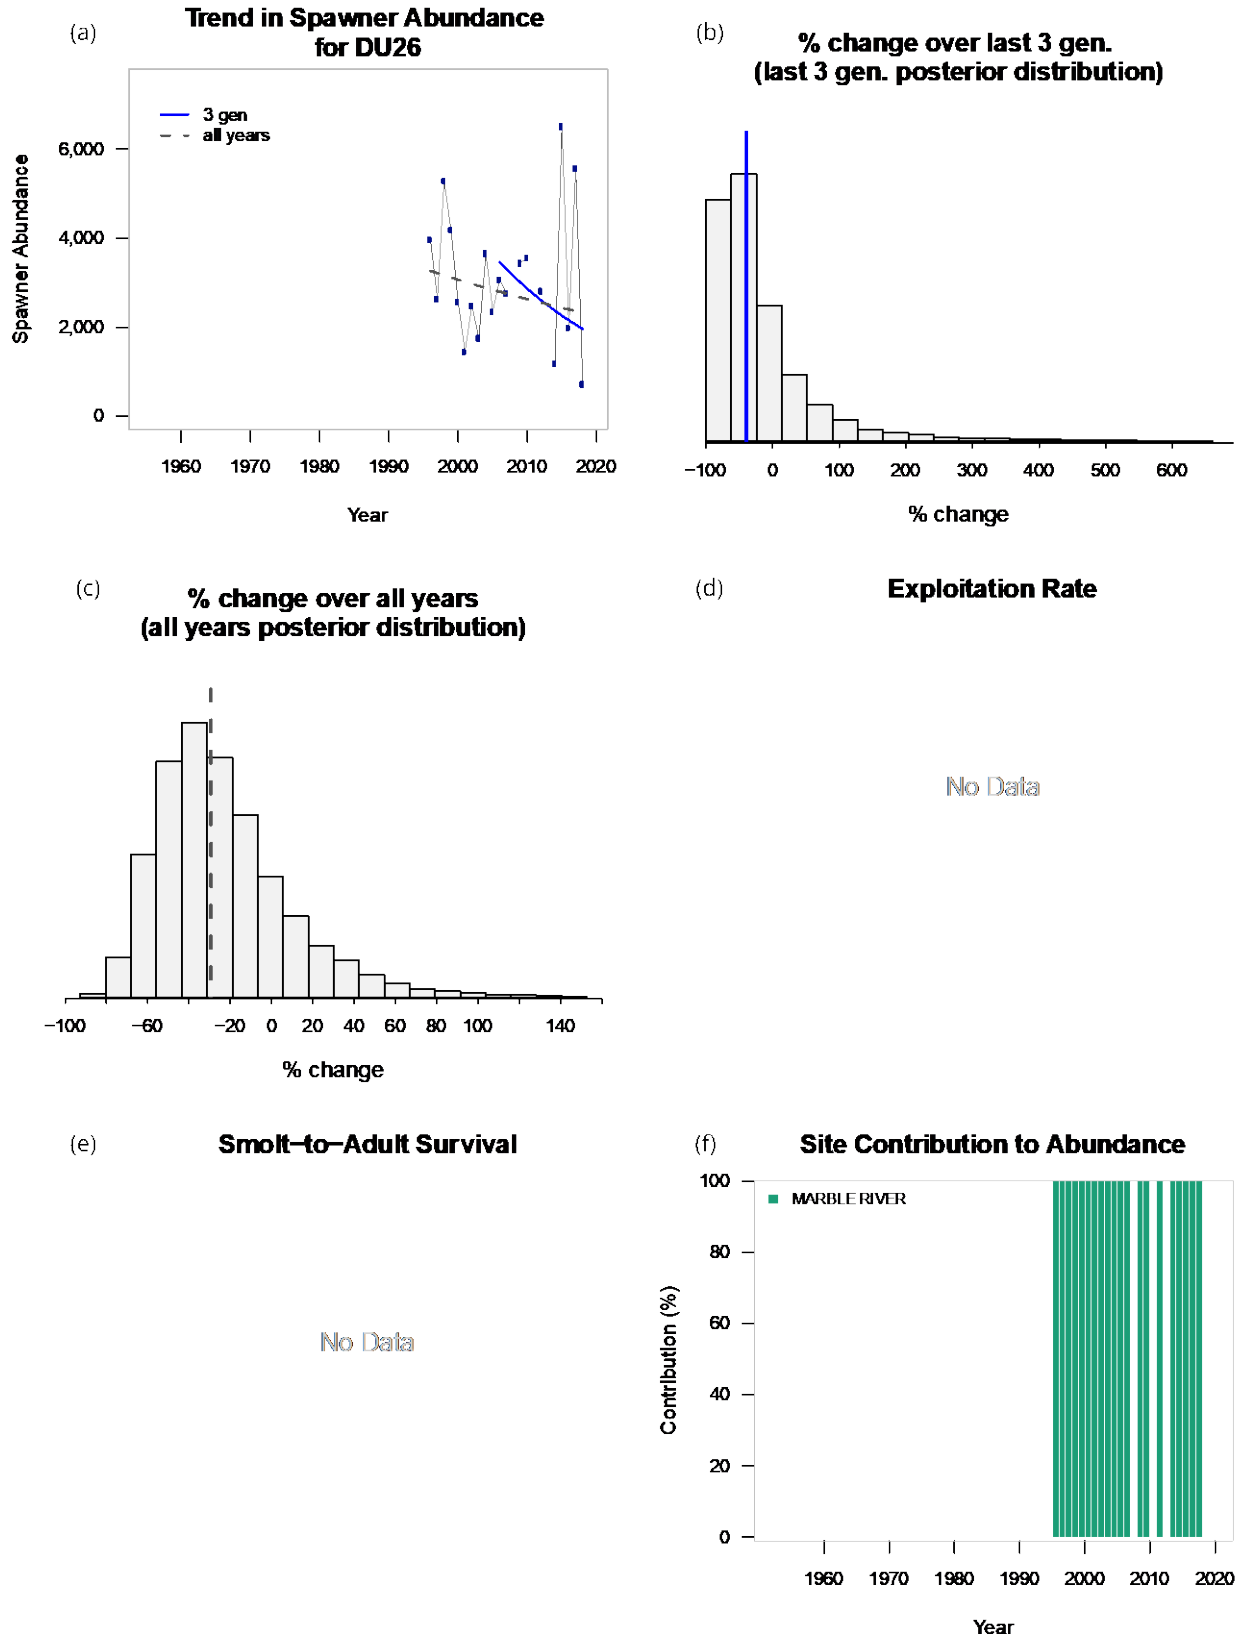 (a)
Trend in Spawner Abundance
for DU26
3 gen
all years
Spawner Abundance
6,000
4,000
2,000
0
1960 1970 1980 1990 2000 2010 2020
Year
(b)
% change over last 3 gen.
(last 3 gen. posterior distribution)
−100 0 100 200 300 400 500 600
% change
(c)
% change over all years
(all years posterior distribution)
−100 −60 −20 0 20 40 60 80 100 140
% change
(d)
Exploitation Rate
No Data
(e)
Smolt−to−Adult Survival
No Data
(f)
Site Contribution to Abundance
MARBLE RIVER
Contribution (%)
100
80
60
40
20
0
1960 1970 1980 1990 2000 2010 2020
Year